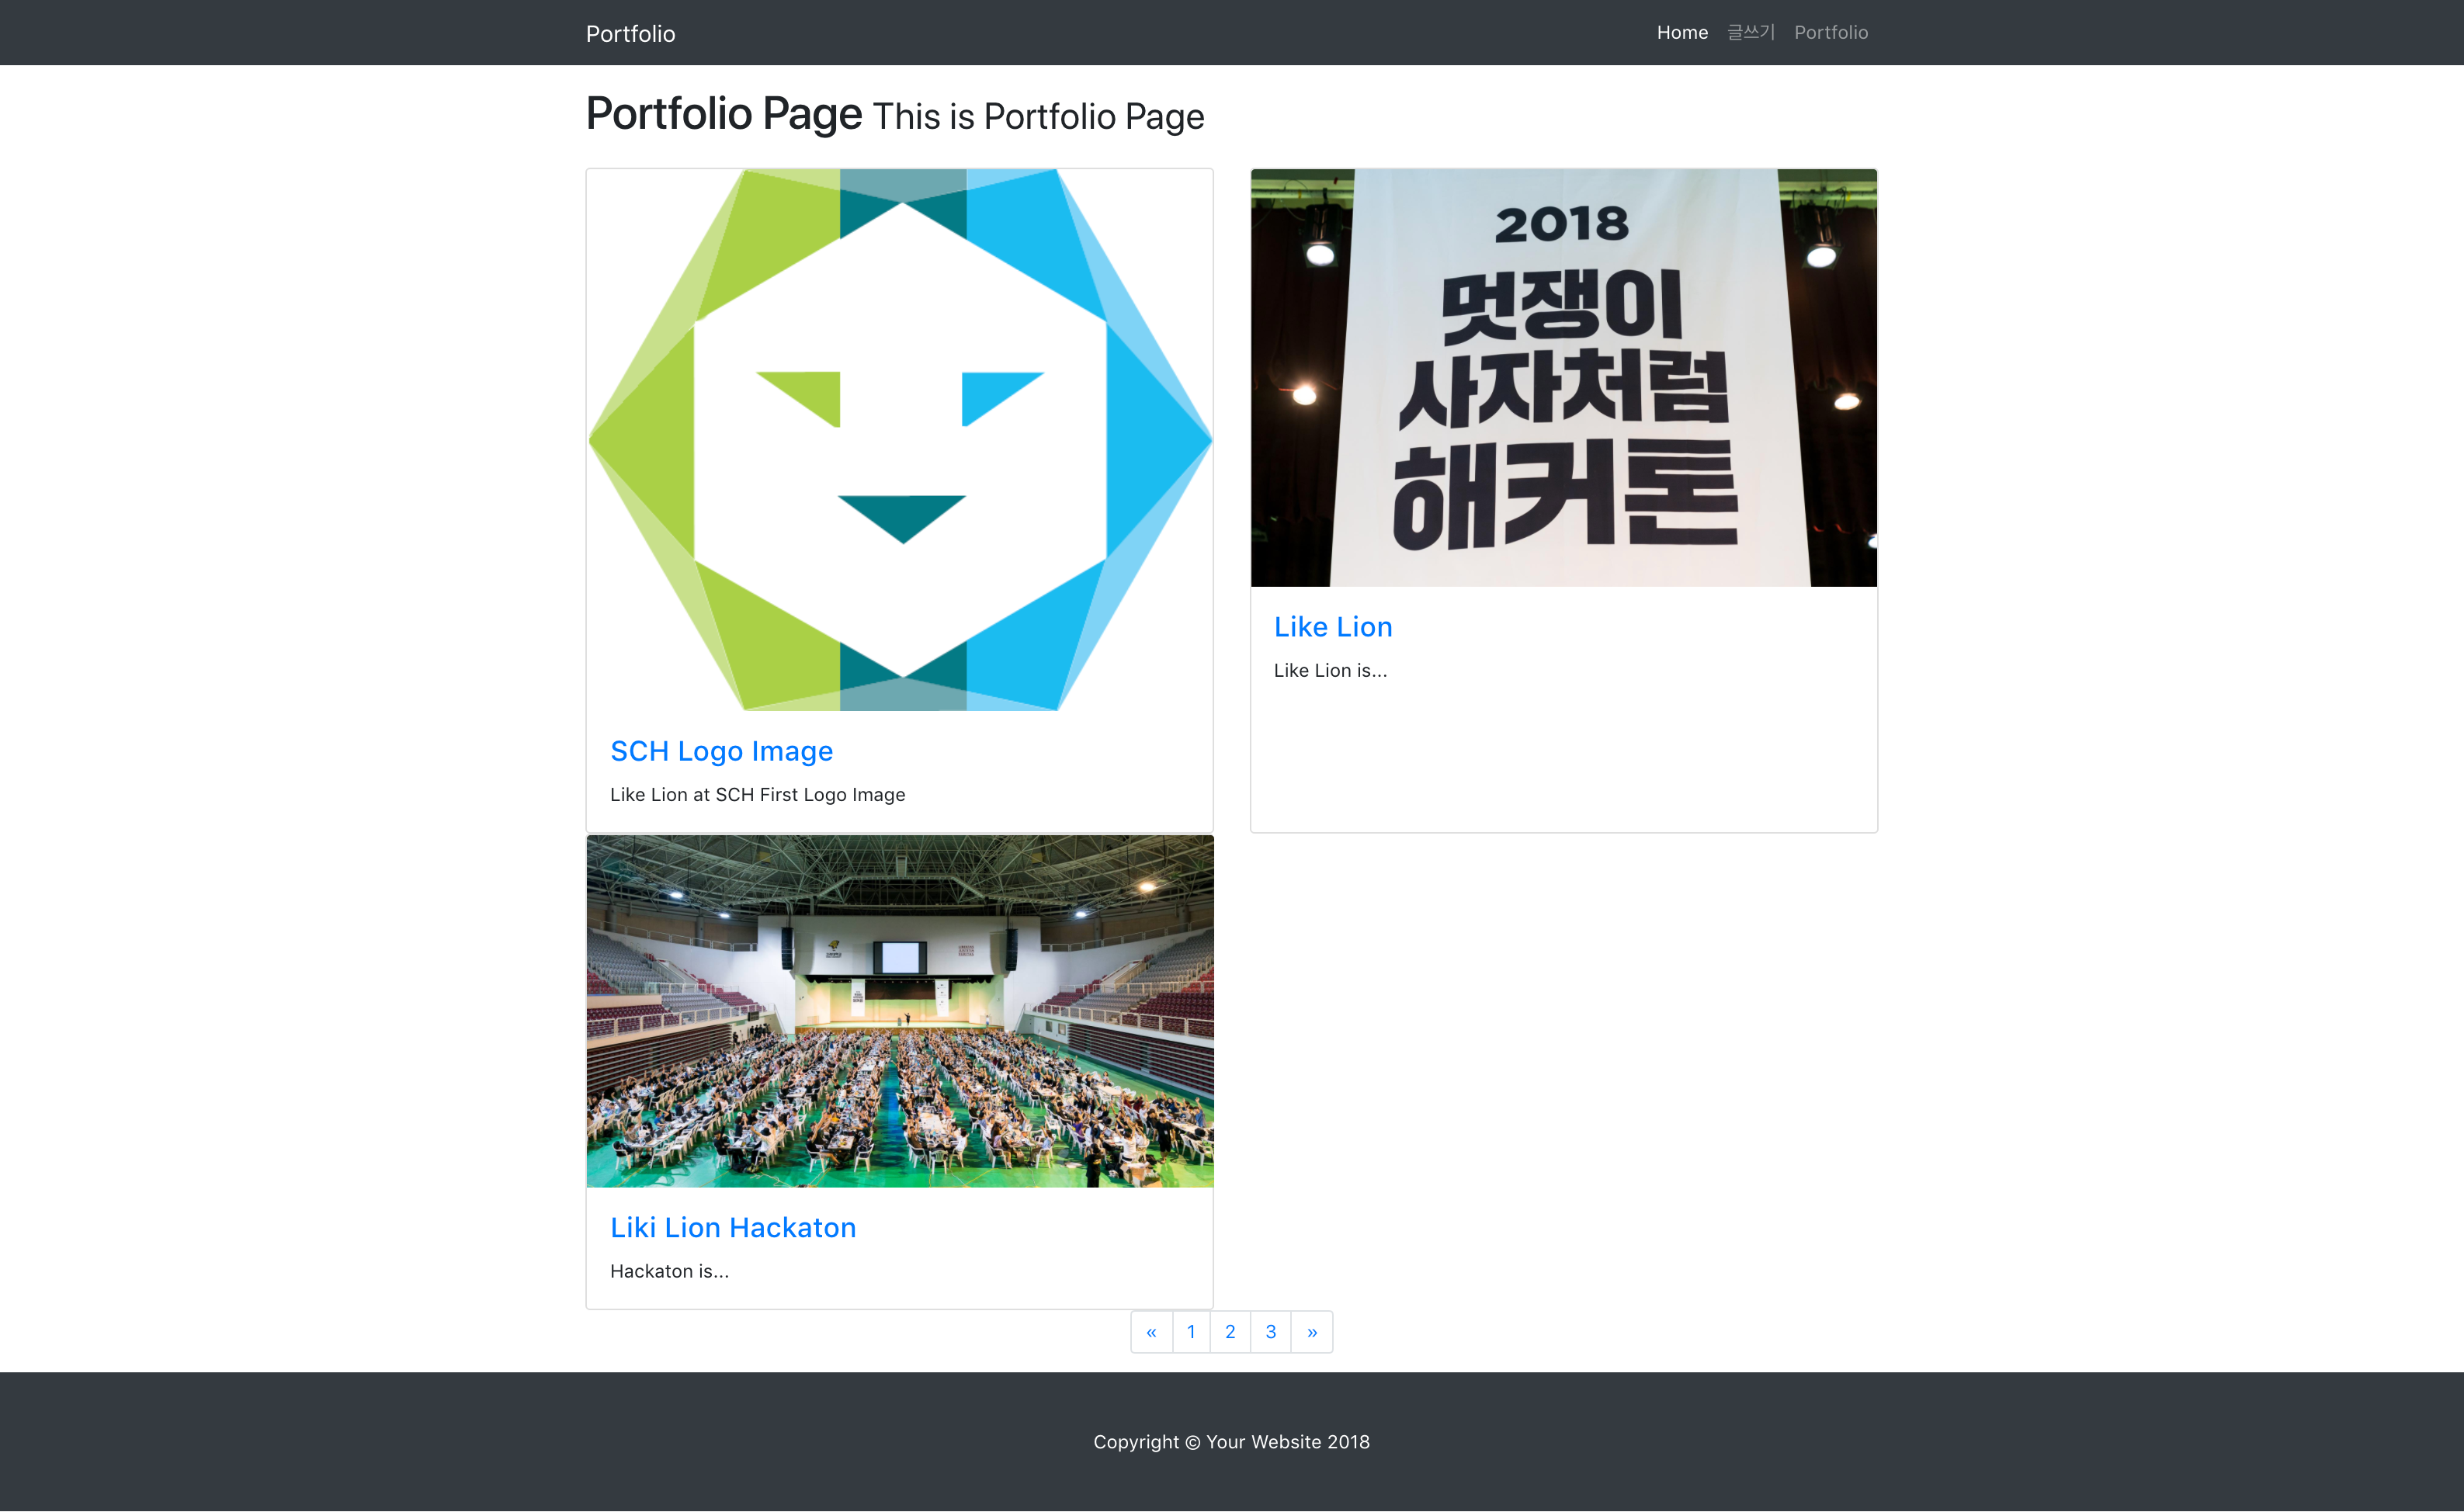 Portfolio
Home 글쓰기 Portfolio
Portfolio Page This is Portfolio Page
2018
멋쟁이
사자처럼
해커톤
SCH Logo Image
Like Lion at SCH First Logo Image
Like Lion
Like Lion is...
Liki Lion Hackaton
Hackaton is...
« 1 2 3 »
Copyright © Your Website 2018